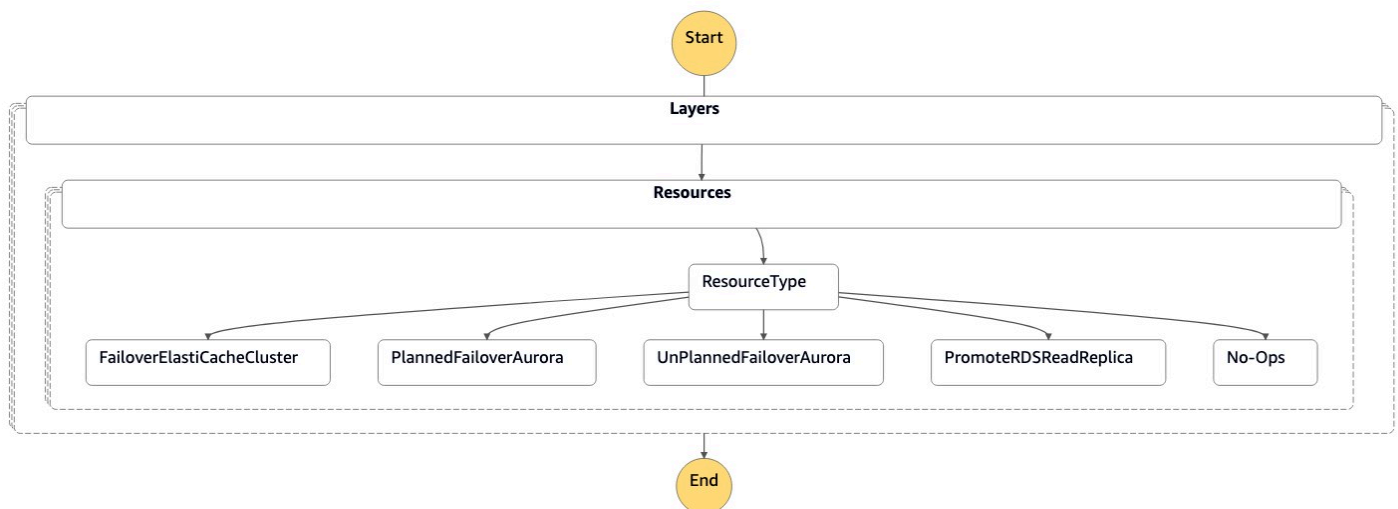 Start
Layers
Resources
ResourceType
FailoverElastiCacheCluster
PlannedFailoverAurora
UnPlannedFailoverAurora
PromoteRDSReadReplica
No-Ops
End